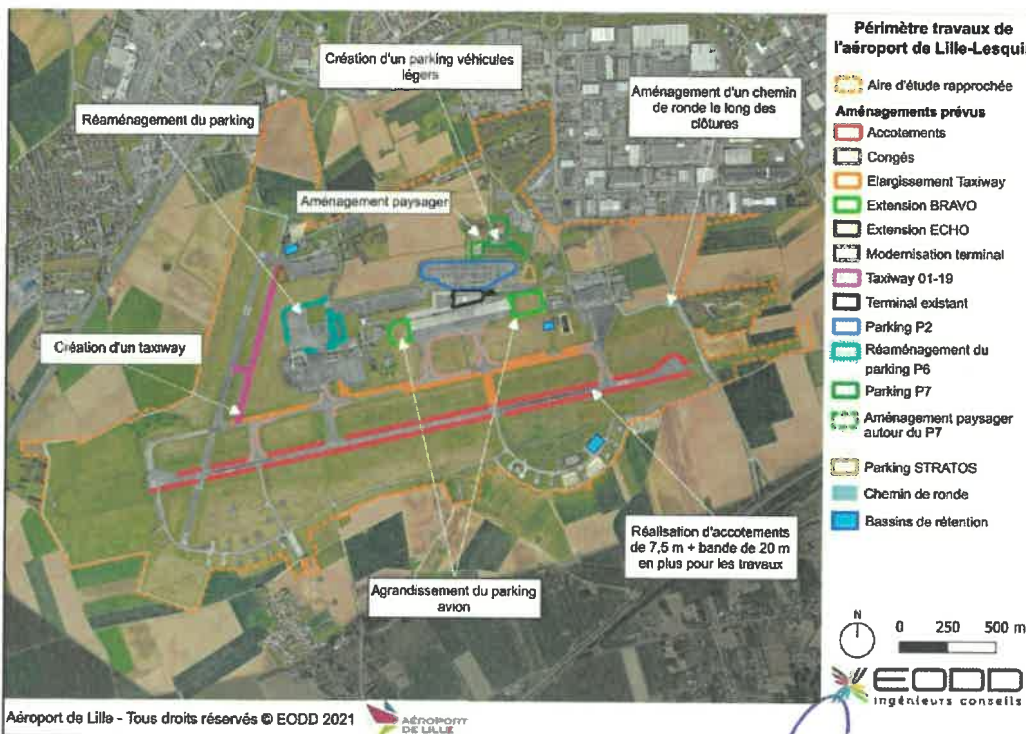 Création d'un parking véhicules
légers
Aménagement d'un chemin
de ronde le long des
clôtures
Réaménagement du parking
Aménagement paysager
Création d'un taxiway
Réalisation d'accotements
de 7,5 m + bande de 20 m
en plus pour les travaux
Agrandissement du parking
avion
Périmètre travaux de
l'aéroport de Lille-Lesqui
Aire d'étude rapprochée
Aménagements prévus
Accotements
Congés
Elargissement Taxiway
Extension BRAVO
Extension ECHO
Modernisation terminal
Taxiway 01-19
Terminal existant
Parking P2
Réaménagement du
parking P6
Parking P7
Aménagement paysager
autour du P7
Parking STRATOS
Chemin de ronde
Bassins de rétention
N
0 250 500 m
EODD
ingénieurs conseils
Aéroport de Lille - Tous droits réservés © EODD 2021
AÉROPORT
DE LILLE